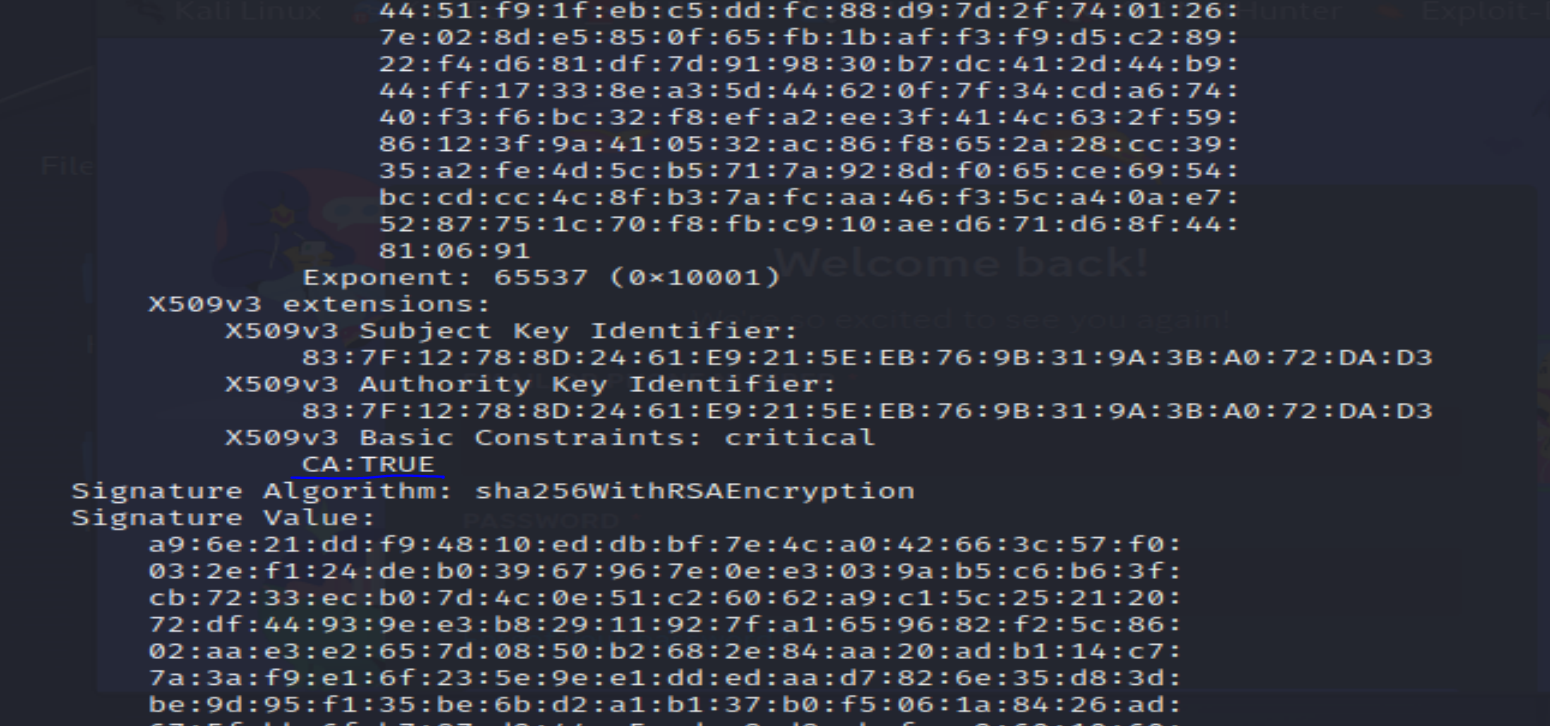 Kali Linux
Hunter
Exploit-
44:51:f9:1f:eb:c5:dd:fc:88:d9:7d:2f:74:01:26:
7e:02:8d:e5:85:0f:65:fb:1b:af:f3:f9:d5:c2:89:
22:f4:d6:81:df:7d:91:98:30:b7:dc:41:2d:44:b9:
44:ff:17:33:8e:a3:5d:44:62:0f:7f:34:cd:a6:74:
40:f3:f6:bc:32:f8:ef:a2:ee:3f:41:4c:63:2f:59:
86:12:3f:9a:41:05:32:ac:86:f8:65:2a:28:cc:39:
File
35:a2:fe:4d:5c:b5:71:7a:92:8d:f0:65:ce:69:54:
bc:cd:cc:4c:8f:b3:7a:fc:aa:46:f3:5c:a4:0a:e7:
52:87:75:1c:70:f8:fb:c9:10:ae:d6:71:d6:8f:44:
81:06:91
Welcome back!
Exponent: 65537 (0×10001)
X509v3 extensions:
so excited to see you again!
X509v3 Subject Key Identifier:
83:7F:12:78:8D:24:61:E9:21:5E:EB:76:9B:31:9A:3B:A0:72:DA:D3
X509v3 Authority Key Identifier:
83:7F:12:78:8D:24:61:E9:21:5E:EB:76:9B:31:9A:3B:A0:72:DA:D3
X509v3 Basic Constraints: critical
CA:TRUE
Signature Algorithm: sha256WithRSAEncryption
Signature Value:
PASSWORD
a9:6e:21:dd:f9:48:10:ed:db:bf:7e:4c:a0:42:66:3c:57:f0:
03:2e:f1:24:de:b0:39:67:96:7e:0e:e3:03:9a:b5:c6:b6:3f:
cb:72:33:ec:b0:7d:4c:0e:51:c2:60:62:a9:c1:5c:25:21:20:
72:df:44:93:9e:e3:b8:29:11:92:7f:a1:65:96:82:f2:5c:86:
02:aa:e3:e2:65:7d:08:50:b2:68:2e:84:aa:20:ad:b1:14:c7:
7a:3a:f9:e1:6f:23:5e:9e:e1:dd:ed:aa:d7:82:6e:35:d8:3d:
be:9d:95:f1:35:be:6b:d2:a1:b1:37:b0:f5:06:1a:84:26:ad: